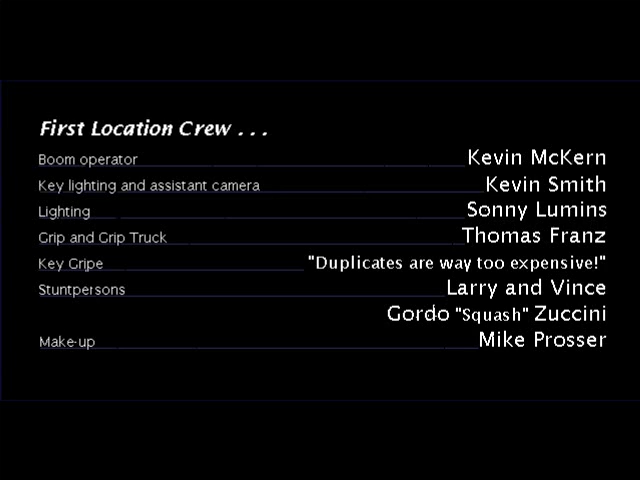 First Location Crew . . .
Boom operator Kevin McKern
Key lighting and assistant camera Kevin Smith
Lighting Sonny Lumins
Grip and Grip Truck Thomas Franz
Key Gripe "Duplicates are way too expensive!"
Stuntpersons Larry and Vince
Gordo "Squash" Zuccini
Make-up Mike Prosser